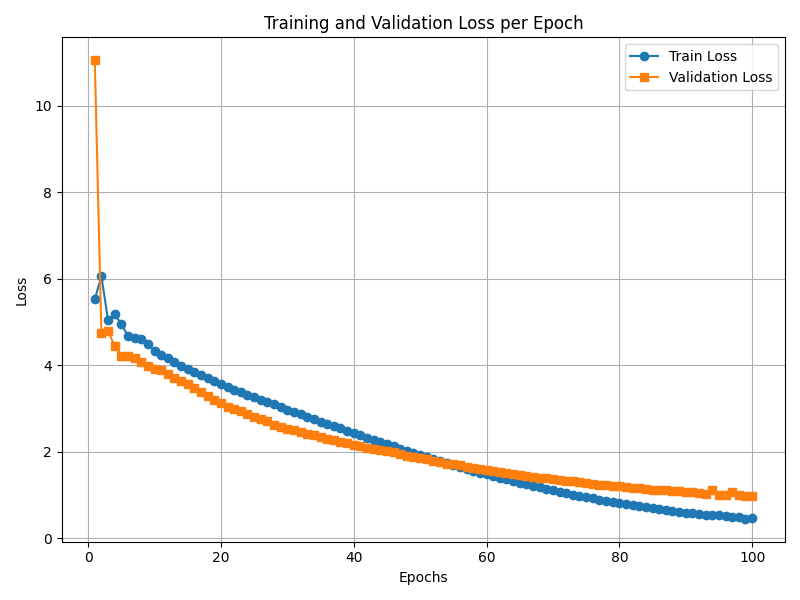 Training and Validation Loss per Epoch
Train Loss
Validation Loss
10
8
6
4
2
0
Loss
0 20 40 60 80 100
Epochs